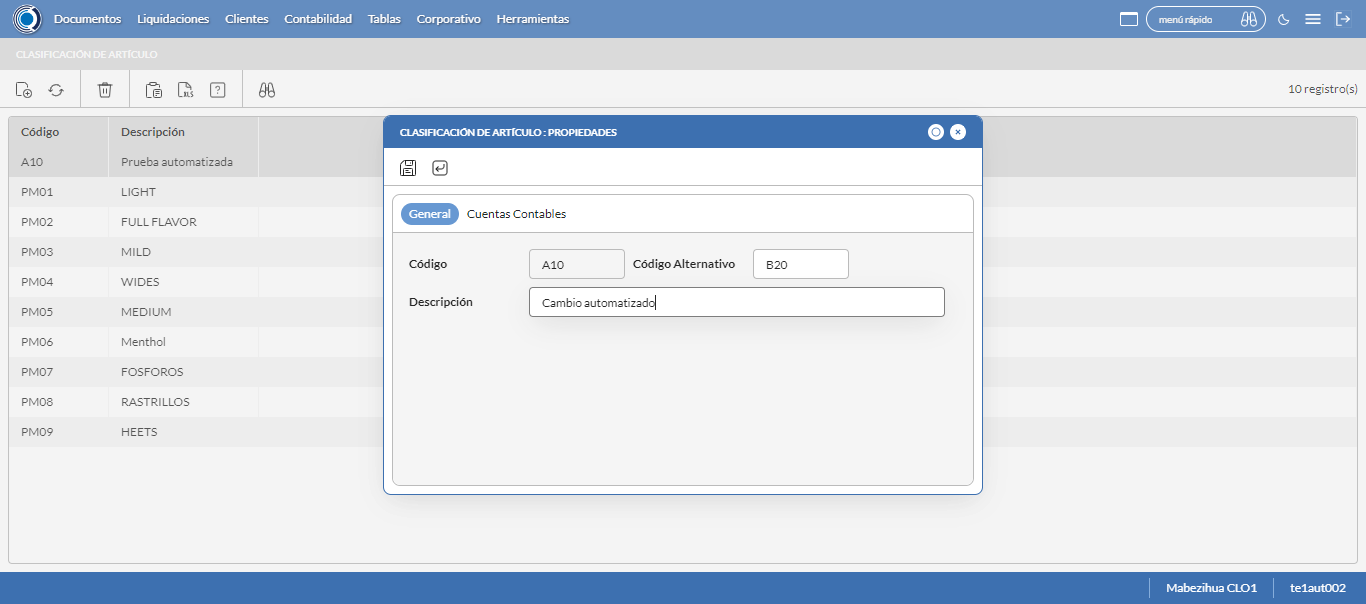 Documentos Liquidaciones Clientes Contabilidad Tablas Corporativo Herramientas menú rápido
CLASIFICACIÓN DE ARTÍCULO
XLS ? 10 registro(s)
Código Descripción
A10 Prueba automatizada
PM01 LIGHT
PM02 FULL FLAVOR
PM03 MILD
PM04 WIDES
PM05 MEDIUM
PM06 Menthol
PM07 FOSFOROS
PM08 RASTRILLOS
PM09 HEETS
CLASIFICACIÓN DE ARTÍCULO : PROPIEDADES
General Cuentas Contables
Código A10 Código Alternativo B20
Descripción Cambio automatizado
Mabezihua CLO1 te1aut002